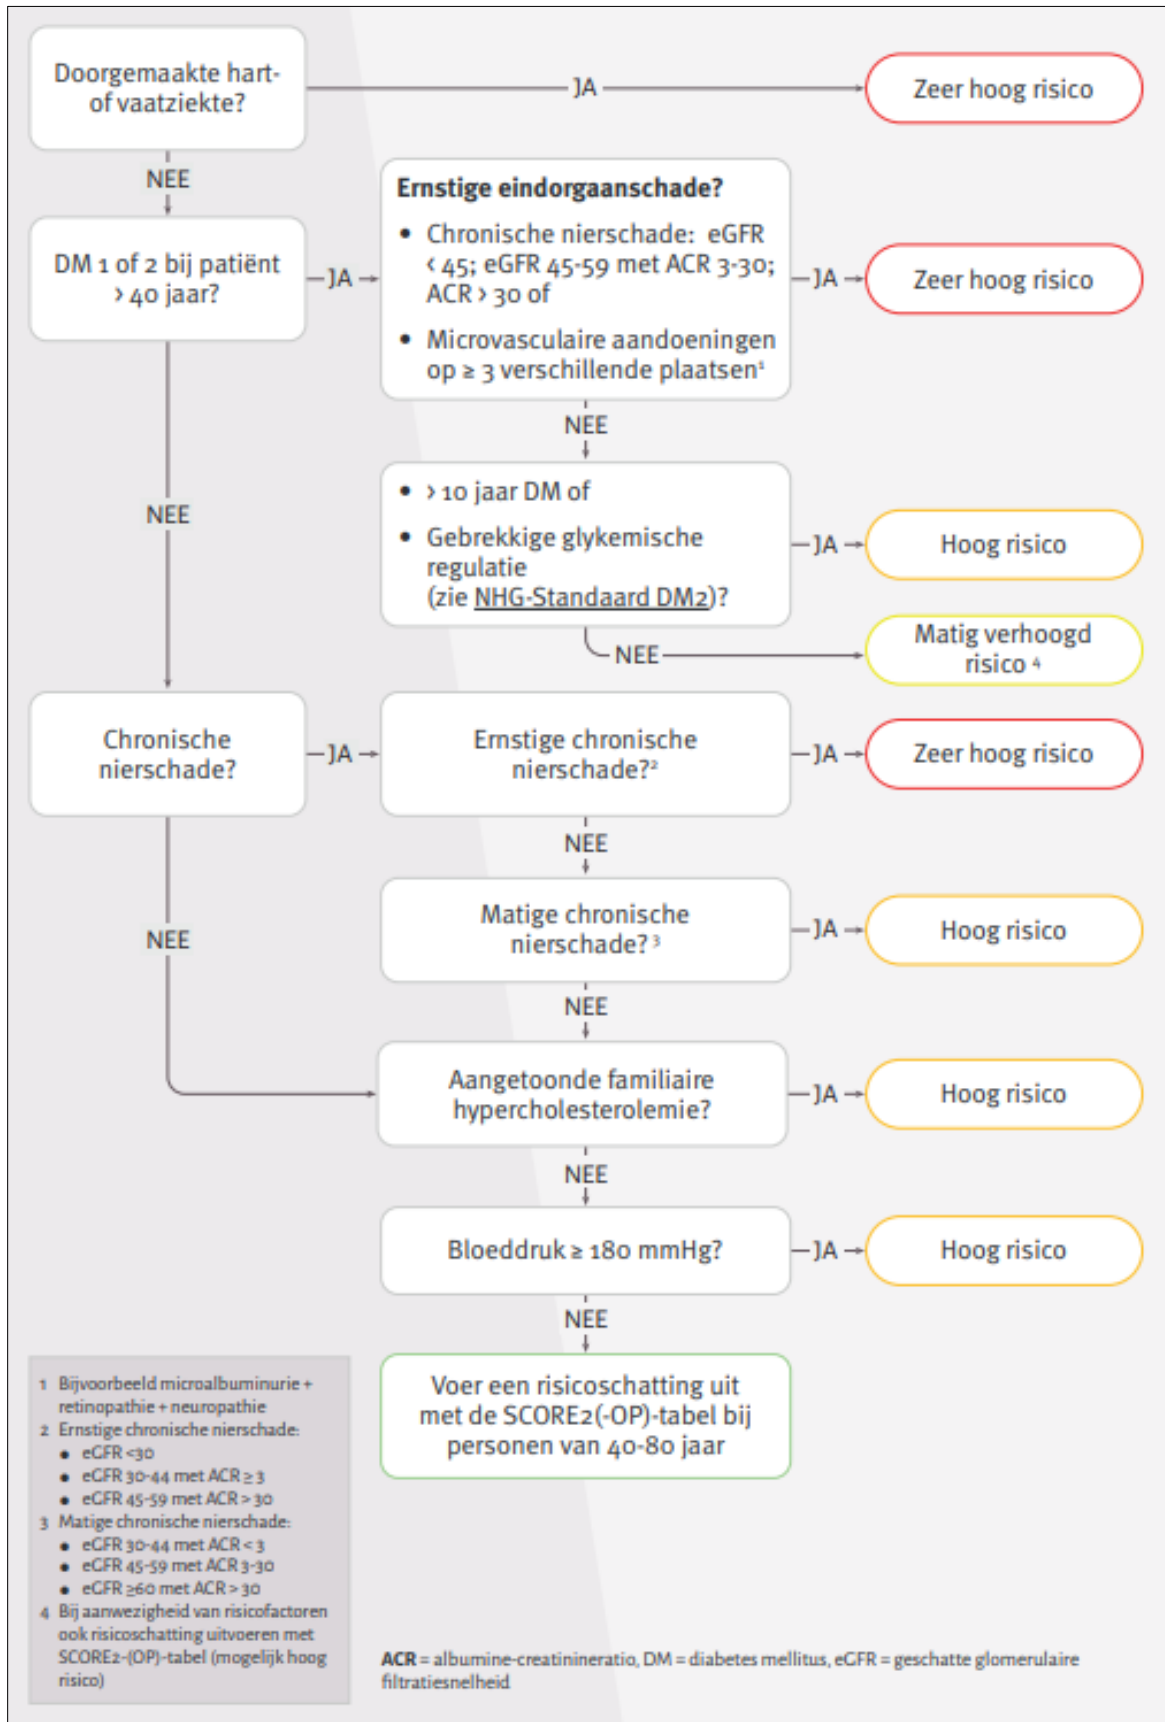 Doorgemaakte hart-
of vaatziekte?
JA
Zeer hoog risico
NEE
DM 1 of 2 bij patiënt
> 40 jaar?
JA
Ernstige eindorgaanschade?
• Chronische nierschade: eGFR
< 45; eGFR 45-59 met ACR 3-30;
ACR > 30 of
• Microvasculaire aandoeningen
op ≥ 3 verschillende plaatsen¹
JA
Zeer hoog risico
NEE
• > 10 jaar DM of
• Gebrekkige glykemische
regulatie
(zie NHG-Standaard DM2)?
JA
Hoog risico
NEE
Matig verhoogd
risico ⁴
NEE
Chronische
nierschade?
JA
Ernstige chronische
nierschade?²
JA
Zeer hoog risico
NEE
Matige chronische
nierschade? ³
JA
Hoog risico
NEE
NEE
Aangetoonde familiaire
hypercholesterolemie?
JA
Hoog risico
NEE
Bloeddruk ≥ 180 mmHg?
JA
Hoog risico
NEE
Voer een risicoschatting uit
met de SCORE2(-OP)-tabel bij
personen van 40-80 jaar
1 Bijvoorbeeld microalbuminurie +
retinopathie + neuropathie
2 Ernstige chronische nierschade:
• eGFR <30
• eGFR 30-44 met ACR ≥ 3
• eGFR 45-59 met ACR > 30
3 Matige chronische nierschade:
• eGFR 30-44 met ACR < 3
• eGFR 45-59 met ACR 3-30
• eGFR ≥60 met ACR > 30
4 Bij aanwezigheid van risicofactoren
ook risicoschatting uitvoeren met
SCORE2-(OP)-tabel (mogelijk hoog
risico)
ACR = albumine-creatinineratio, DM = diabetes mellitus, eGFR = geschatte glomerulaire
filtratiesnelheid